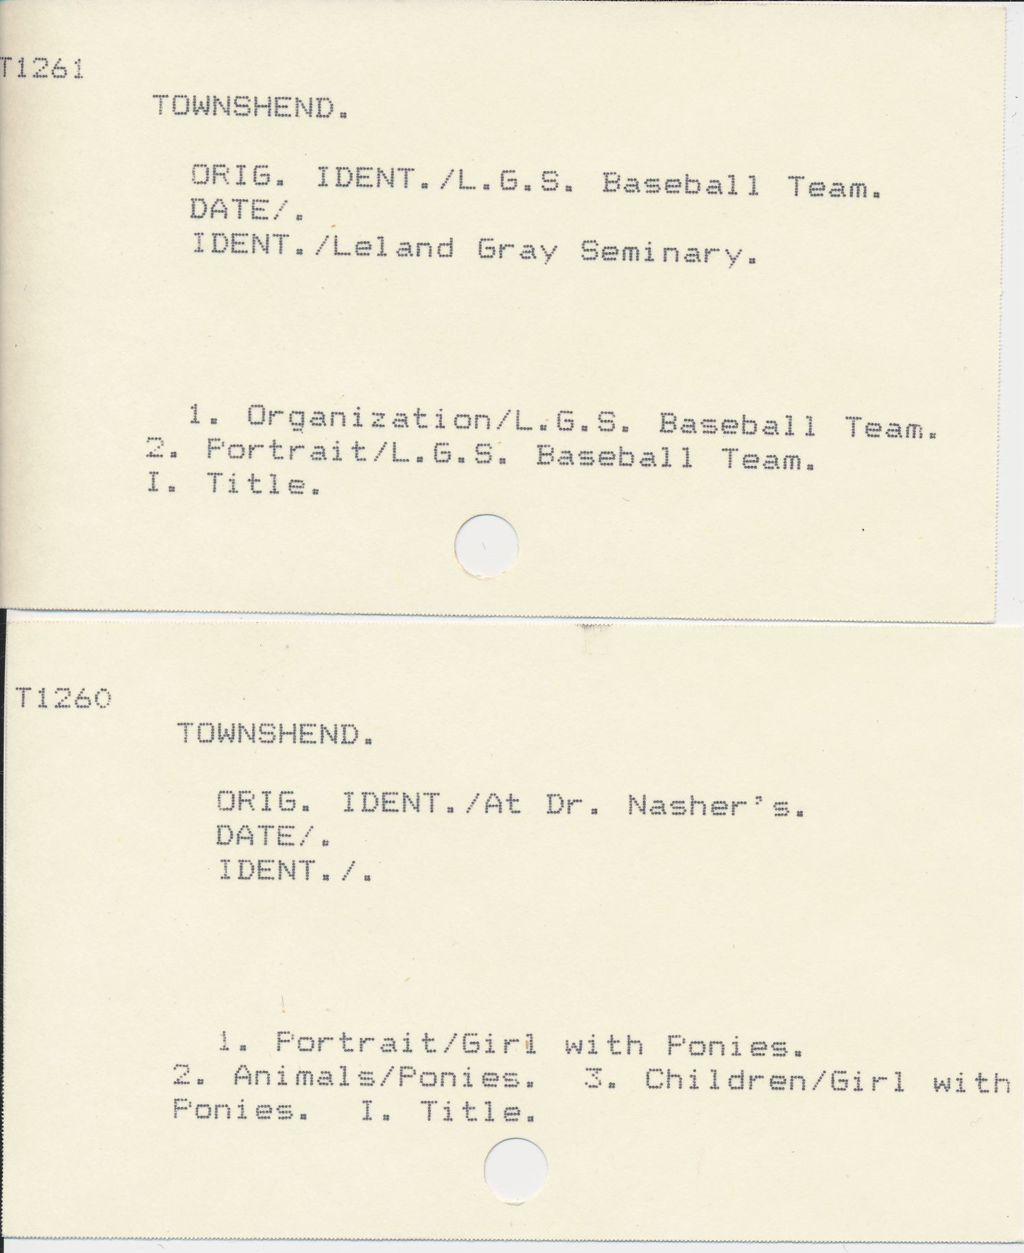 T1261
TOWNSHEND.
ORIG. IDENT./L.G.S. Baseball Team.
DATE/.
IDENT./Leland Gray Seminary.
1. Organization/L.G.S. Baseball Team.
2. Portrait/L.G.S. Baseball Team.
I. Title.
T1260
TOWNSHEND.
ORIG. IDENT./At Dr. Nasher's.
DATE/.
IDENT./.
1. Portrait/Girl with Ponies.
2. Animals/Ponies. 3. Children/Girl with
Ponies. I. Title.